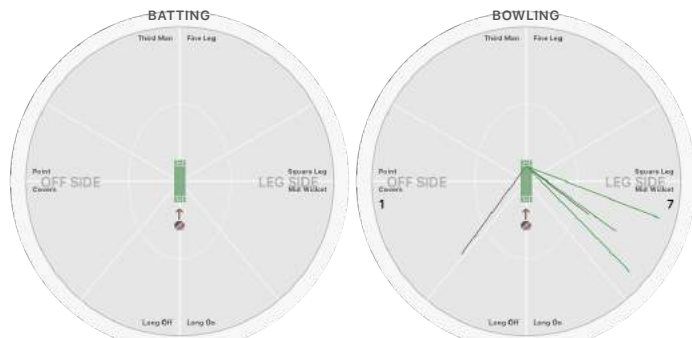 BATTING
Third Man Fine Leg
Point
OFF SIDE
Covers
Square Leg
LEG SIDE
Mid Wicket
Long Off Long On
BOWLING
Third Man Fine Leg
Point
OFF SIDE
Covers
1
Square Leg
LEG SIDE
Mid Wicket
7
Long Off Long On